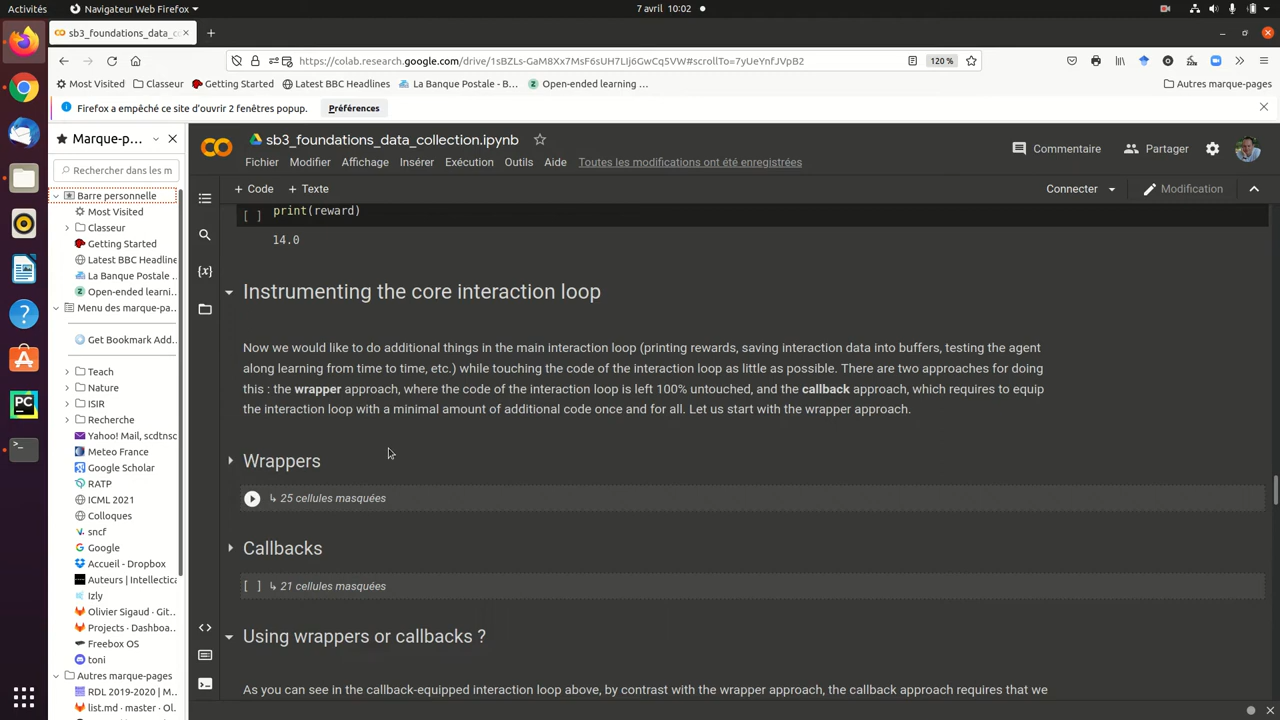 Activités
Navigateur Web Firefox
7 avril 10:02
sb3_foundations_data_c
https://colab.research.google.com/drive/1sBZLs-GaM8Xx7MsF6sUH7LIj6GwCq5VW#scrollTo=7yUeYnfJVpB2
120 %
Most Visited
Classeur
Getting Started
Latest BBC Headlines
La Banque Postale - B...
Open-ended learning ...
Autres marque-pages
Firefox a empêché ce site d'ouvrir 2 fenêtres popup.
Préférences
Marque-p...
sb3_foundations_data_collection.ipynb
Commentaire
Partager
Fichier
Modifier
Affichage
Insérer
Exécution
Outils
Aide
Toutes les modifications ont été enregistrées
Rechercher dans les m
+ Code
+ Texte
Connecter
Modification
Barre personnelle
Most Visited
Classeur
Getting Started
Latest BBC Headline
La Banque Postale ...
Open-ended learni...
Menu des marque-pa...
Get Bookmark Add...
Teach
Nature
ISIR
Recherche
Yahoo! Mail, scdtnsc
Meteo France
Google Scholar
RATP
ICML 2021
Colloques
sncf
Google
Accueil - Dropbox
Auteurs | Intellectica
Izly
Olivier Sigaud · Git...
Projects · Dashboa...
Freebox OS
toni
Autres marque-pages
RDL 2019-2020 | M...
list.md · master · Ol...
{x}
[ ] print(reward)
14.0
Instrumenting the core interaction loop
Now we would like to do additional things in the main interaction loop (printing rewards, saving interaction data into buffers, testing the agent
along learning from time to time, etc.) while touching the code of the interaction loop as little as possible. There are two approaches for doing
this : the wrapper approach, where the code of the interaction loop is left 100% untouched, and the callback approach, which requires to equip
the interaction loop with a minimal amount of additional code once and for all. Let us start with the wrapper approach.
Wrappers
↳ 25 cellules masquées
Callbacks
[ ] ↳ 21 cellules masquées
Using wrappers or callbacks ?
As you can see in the callback-equipped interaction loop above, by contrast with the wrapper approach, the callback approach requires that we